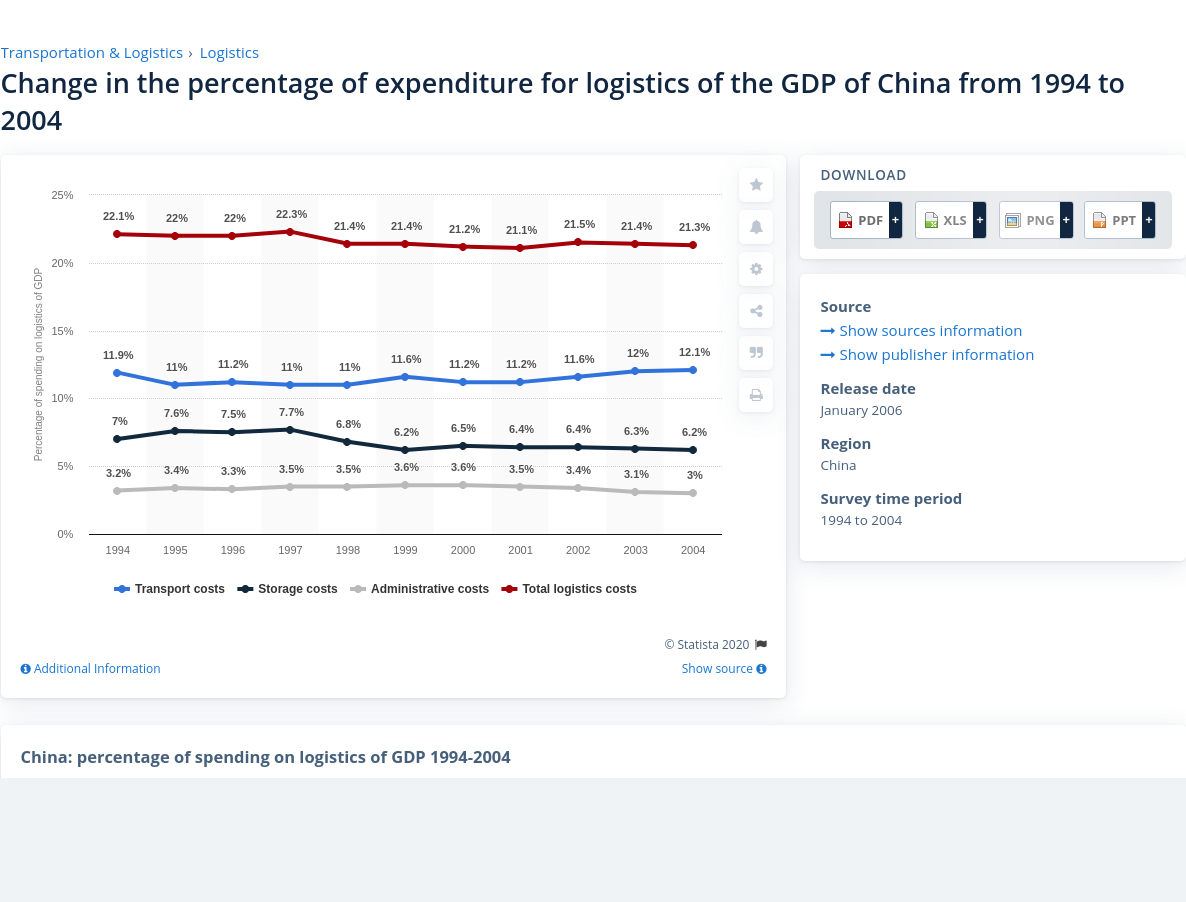 Transportation & Logistics › Logistics
Change in the percentage of expenditure for logistics of the GDP of China from 1994 to
2004
Percentage of spending on logistics of GDP
25%
20%
15%
10%
5%
0%
22.1% 22% 22% 22.3% 21.4% 21.4% 21.2% 21.1% 21.5% 21.4% 21.3%
11.9% 11% 11.2% 11% 11% 11.6% 11.2% 11.2% 11.6% 12% 12.1%
7% 7.6% 7.5% 7.7% 6.8% 6.2% 6.5% 6.4% 6.4% 6.3% 6.2%
3.2% 3.4% 3.3% 3.5% 3.5% 3.6% 3.6% 3.5% 3.4% 3.1% 3%
1994 1995 1996 1997 1998 1999 2000 2001 2002 2003 2004
Transport costs Storage costs Administrative costs Total logistics costs
© Statista 2020
Additional Information
Show source
DOWNLOAD
PDF + XLS + PNG + PPT +
Source
Show sources information
Show publisher information
Release date
January 2006
Region
China
Survey time period
1994 to 2004
China: percentage of spending on logistics of GDP 1994-2004